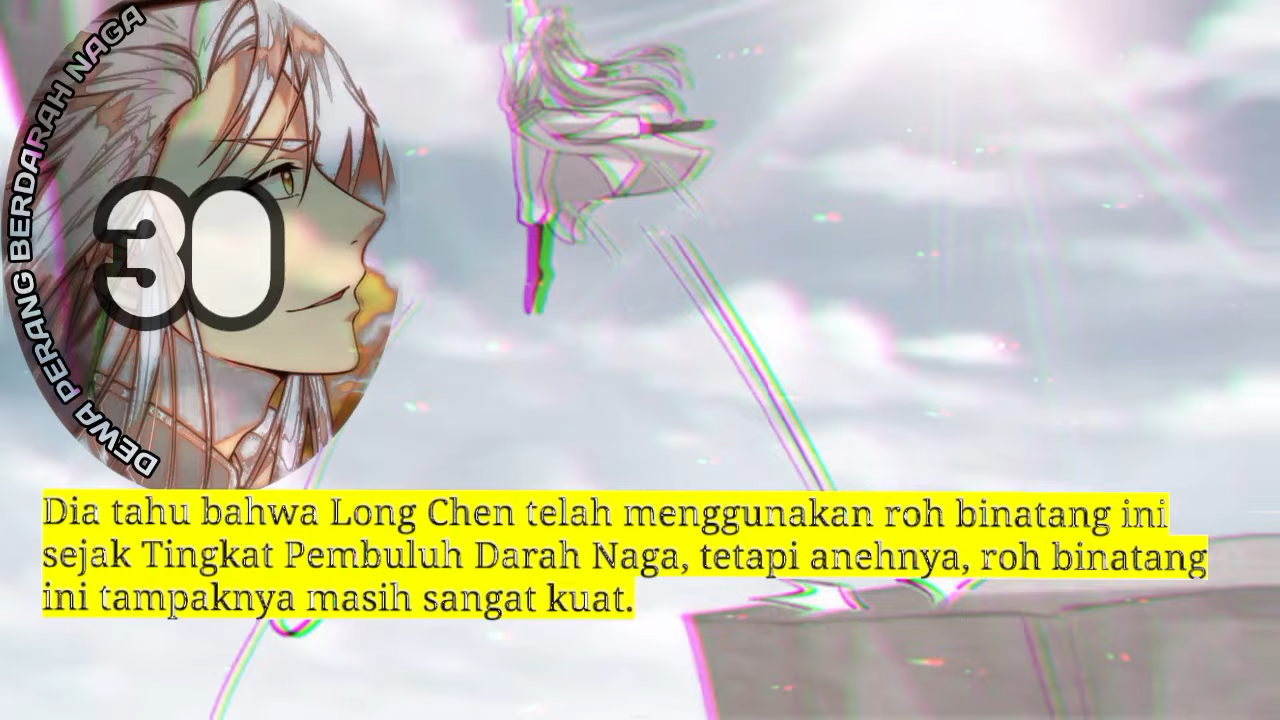 DEWA PERANG BERDARAH NAGA
30
Dia tahu bahwa Long Chen telah menggunakan roh binatang ini
sejak Tingkat Pembuluh Darah Naga, tetapi anehnya, roh binatang
ini tampaknya masih sangat kuat.